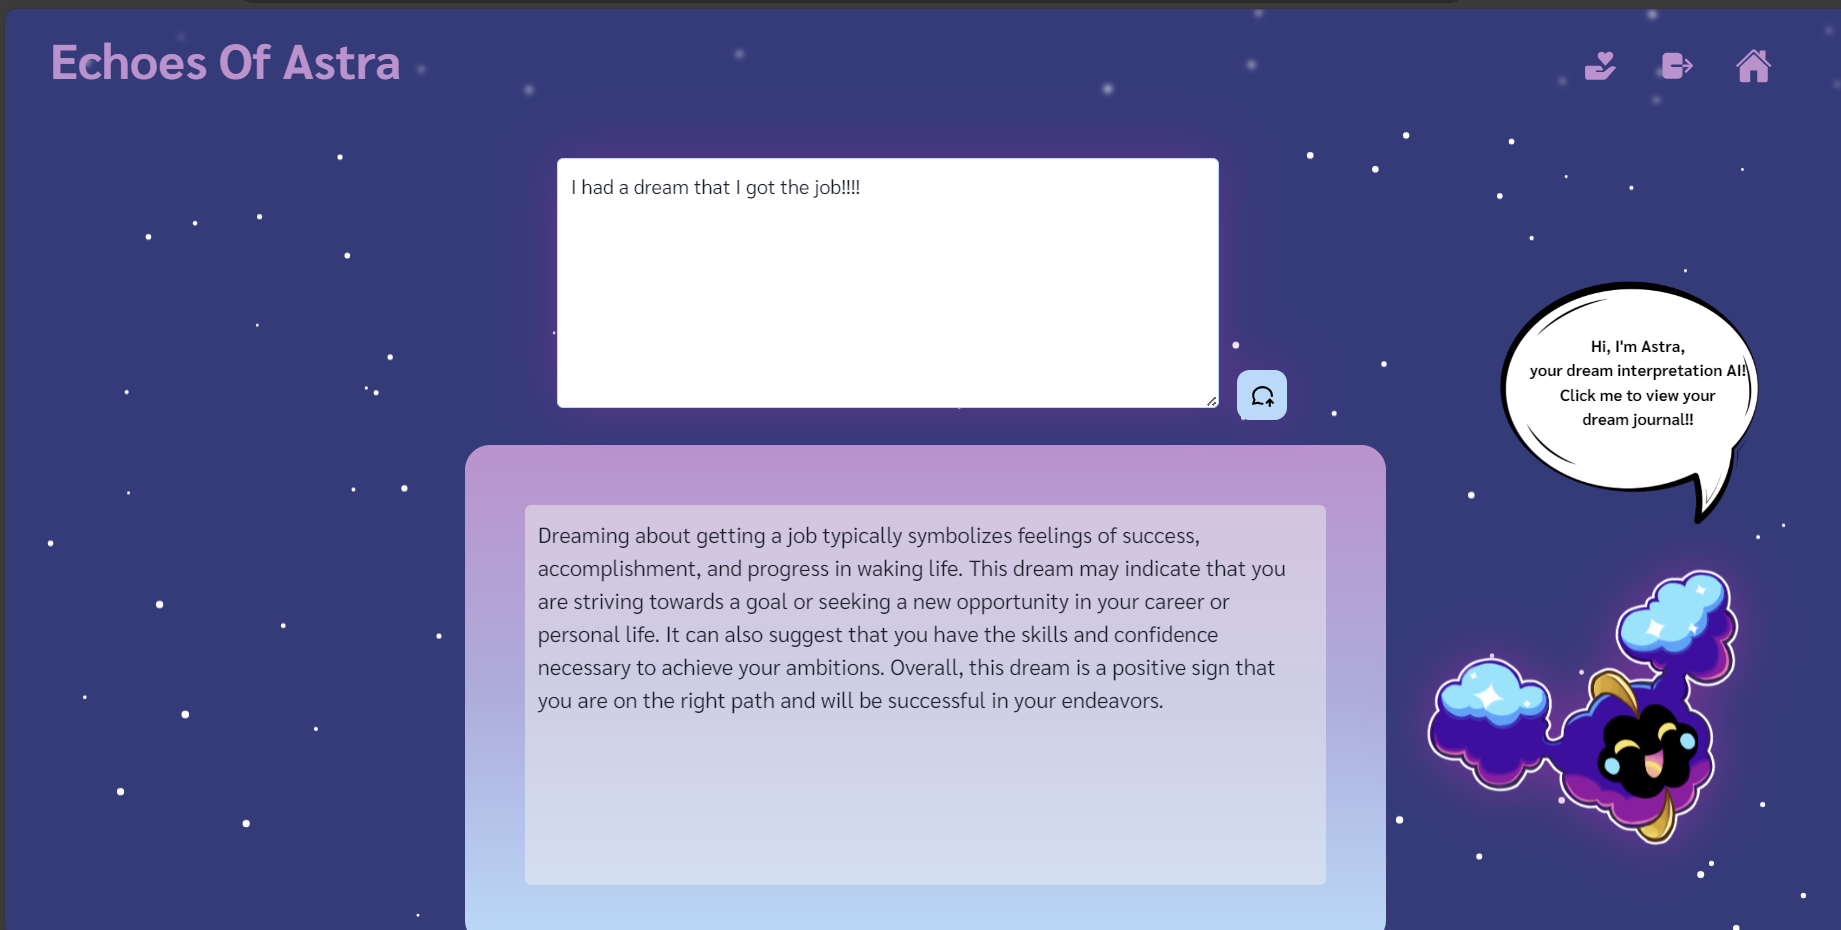 Echoes Of Astra
I had a dream that I got the job!!!!
Hi, I'm Astra,
your dream interpretation AI!
Click me to view your
dream journal!!
Dreaming about getting a job typically symbolizes feelings of success,
accomplishment, and progress in waking life. This dream may indicate that you
are striving towards a goal or seeking a new opportunity in your career or
personal life. It can also suggest that you have the skills and confidence
necessary to achieve your ambitions. Overall, this dream is a positive sign that
you are on the right path and will be successful in your endeavors.